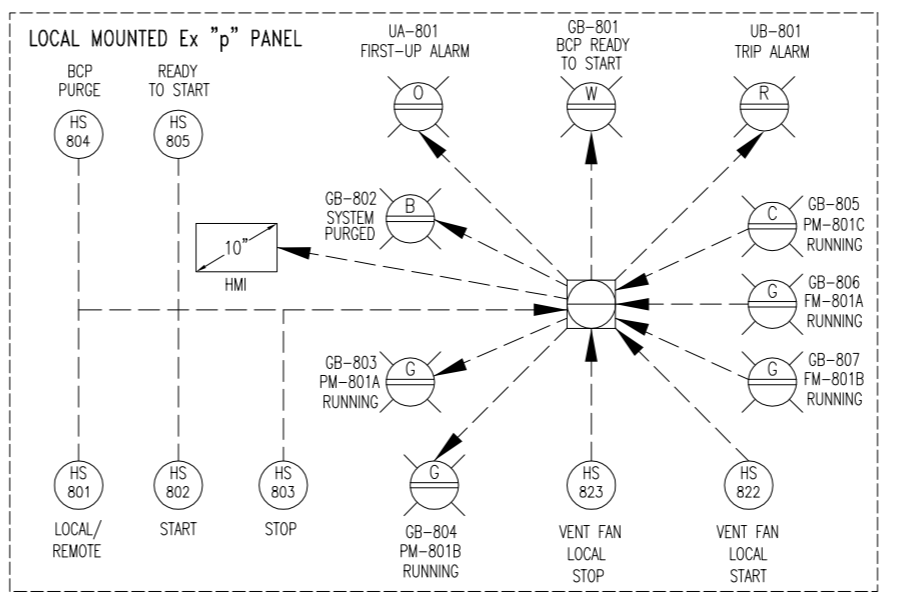 LOCAL MOUNTED Ex "p" PANEL
BCP
PURGE
HS
804
READY
TO START
HS
805
UA-801
FIRST-UP ALARM
O
GB-801
BCP READY
TO START
W
UB-801
TRIP ALARM
R
GB-802
SYSTEM
PURGED
B
10"
HMI
C
GB-805
PM-801C
RUNNING
G
GB-806
FM-801A
RUNNING
GB-803
PM-801A
RUNNING
G
G
GB-807
FM-801B
RUNNING
HS
801
LOCAL/
REMOTE
HS
802
START
HS
803
STOP
G
GB-804
PM-801B
RUNNING
HS
823
VENT FAN
LOCAL
STOP
HS
822
VENT FAN
LOCAL
START